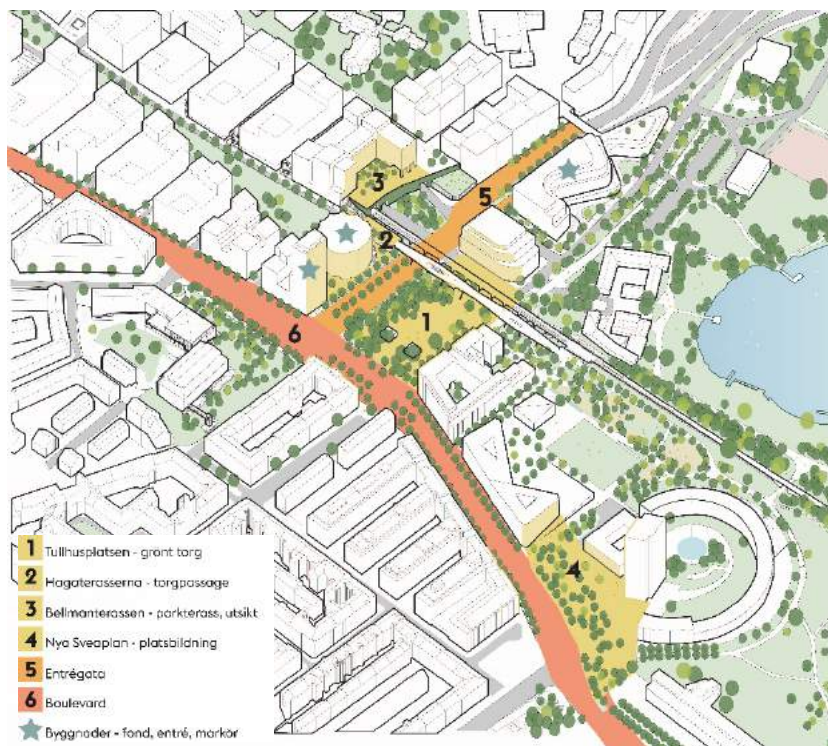 3
5
2
1
6
4
1 Tullhusplatsen - grönt torg
2 Hagaterasserna - torgpassage
3 Bellmanterassen - parkterass, utsikt
4 Nya Sveaplan - platsbildning
5 Entrégata
6 Boulevard
Byggnader - fond, entré, markör